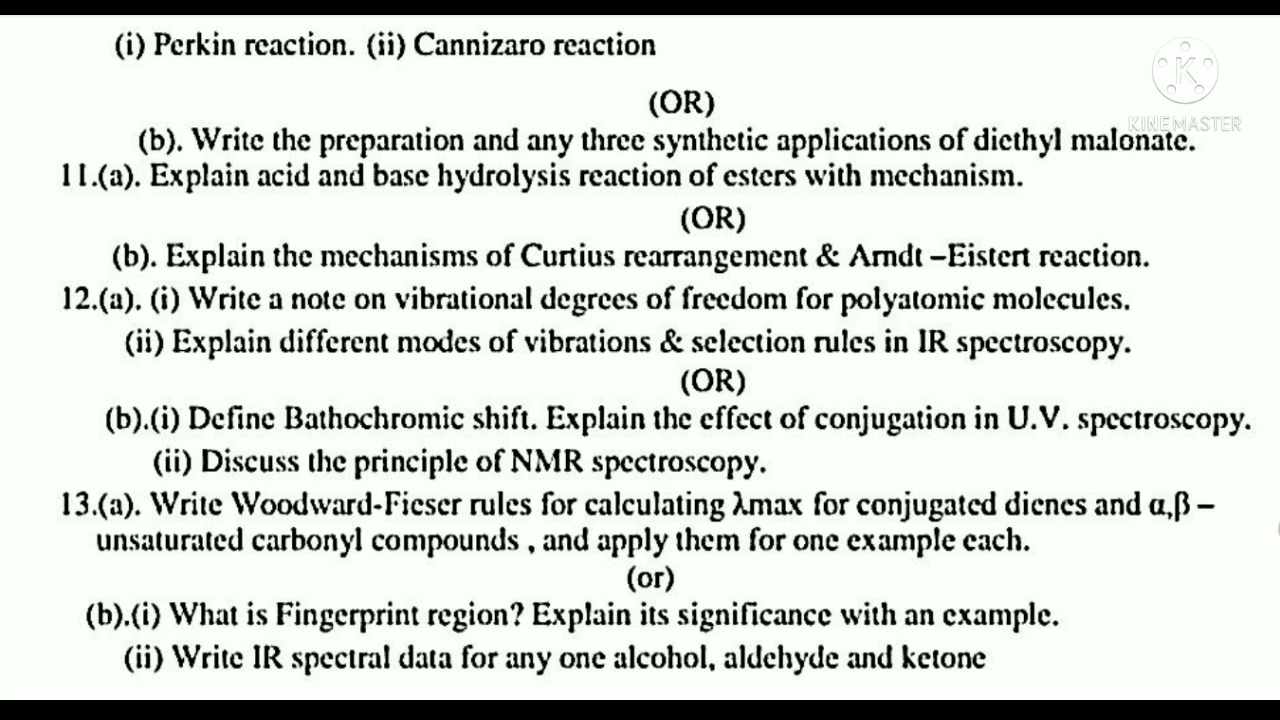 (i) Perkin reaction. (ii) Cannizaro reaction
K
KINEMASTER
(OR)
(b). Write the preparation and any three synthetic applications of diethyl malonate.
11.(a). Explain acid and base hydrolysis reaction of esters with mechanism.
(OR)
(b). Explain the mechanisms of Curtius rearrangement & Arndt –Eistert reaction.
12.(a). (i) Write a note on vibrational degrees of freedom for polyatomic molecules.
(ii) Explain different modes of vibrations & selection rules in IR spectroscopy.
(OR)
(b).(i) Define Bathochromic shift. Explain the effect of conjugation in U.V. spectroscopy.
(ii) Discuss the principle of NMR spectroscopy.
13.(a). Write Woodward-Fieser rules for calculating λmax for conjugated dienes and α,β –
unsaturated carbonyl compounds , and apply them for one example each.
(or)
(b).(i) What is Fingerprint region? Explain its significance with an example.
(ii) Write IR spectral data for any one alcohol, aldehyde and ketone